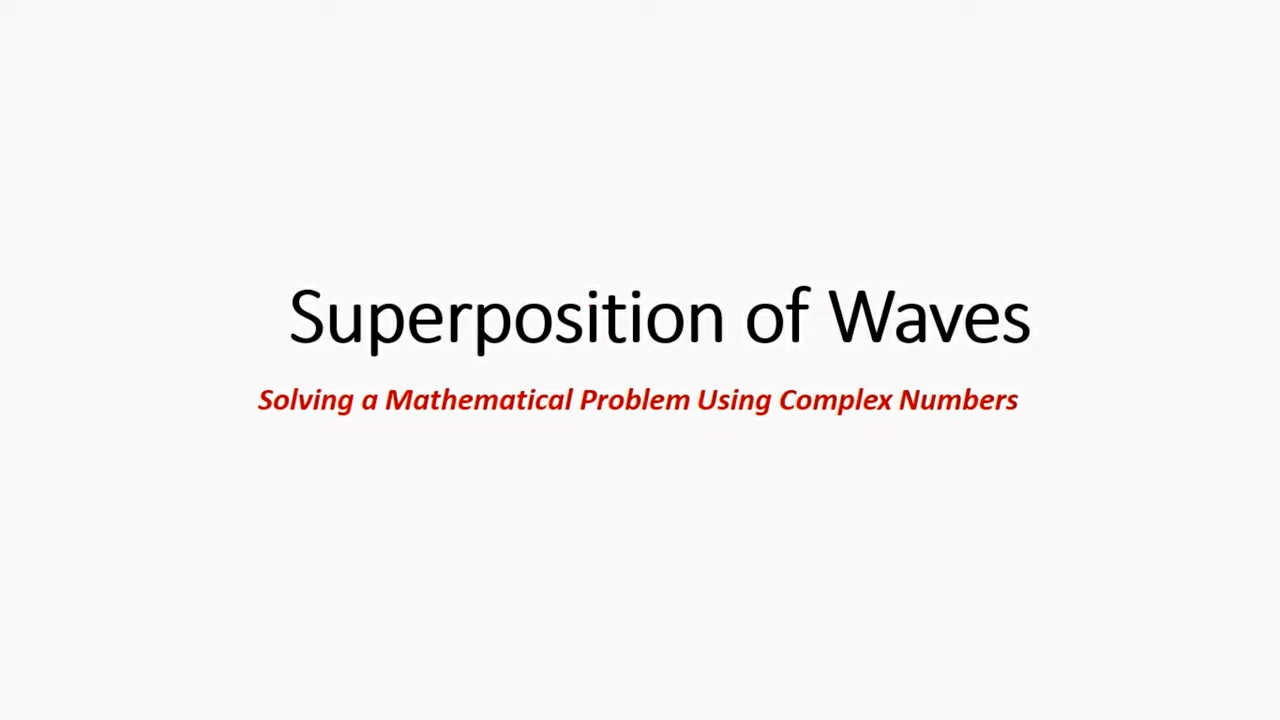 Superposition of Waves
Solving a Mathematical Problem Using Complex Numbers